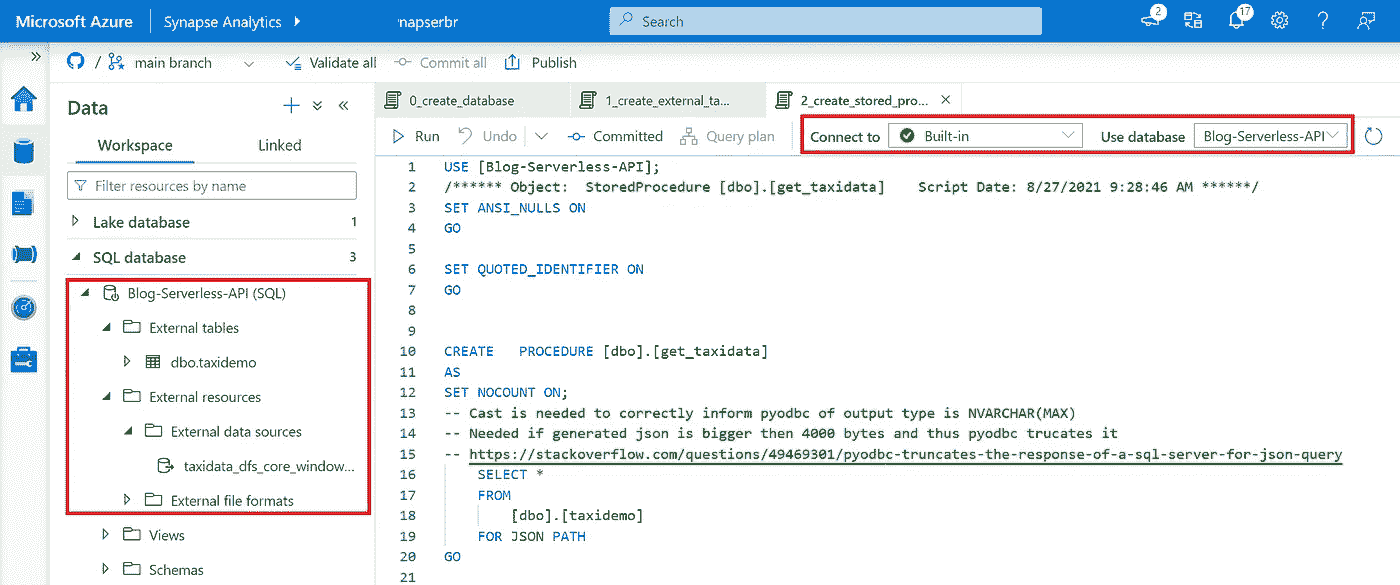 Microsoft Azure Synapse Analytics napserbr Search 2 17
/ main branch Validate all Commit all Publish
Data
0_create_database 1_create_external_ta... 2_create_stored_pro...
Run Undo Committed Query plan Connect to Built-in Use database Blog-Serverless-API
Workspace Linked
Filter resources by name
Lake database 1
SQL database 3
Blog-Serverless-API (SQL)
External tables
dbo.taxidemo
External resources
External data sources
taxidata_dfs_core_window...
External file formats
Views
Schemas
1 USE [Blog-Serverless-API];
2 /****** Object:  StoredProcedure [dbo].[get_taxidata]    Script Date: 8/27/2021 9:28:46 AM ******/
3 SET ANSI_NULLS ON
4 GO
5
6 SET QUOTED_IDENTIFIER ON
7 GO
8
9
10 CREATE   PROCEDURE [dbo].[get_taxidata]
11 AS
12 SET NOCOUNT ON;
13 -- Cast is needed to correctly inform pyodbc of output type is NVARCHAR(MAX)
14 -- Needed if generated json is bigger then 4000 bytes and thus pyodbc trucates it
15 -- https://stackoverflow.com/questions/49469301/pyodbc-truncates-the-response-of-a-sql-server-for-json-query
16 SELECT *
17 FROM
18 [dbo].[taxidemo]
19 FOR JSON PATH
20 GO
21